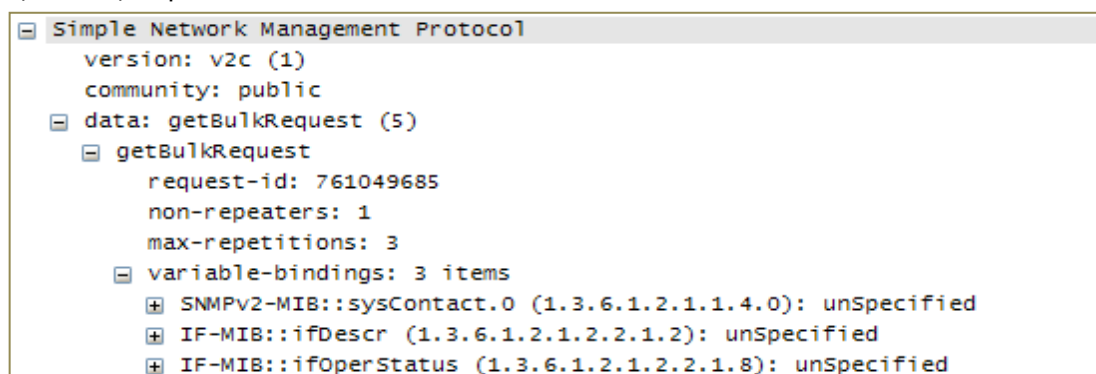 Simple Network Management Protocol
version: v2c (1)
community: public
data: getBulkRequest (5)
getBulkRequest
request-id: 761049685
non-repeaters: 1
max-repetitions: 3
variable-bindings: 3 items
SNMPv2-MIB::sysContact.0 (1.3.6.1.2.1.1.4.0): unSpecified
IF-MIB::ifDescr (1.3.6.1.2.1.2.2.1.2): unSpecified
IF-MIB::ifOperStatus (1.3.6.1.2.1.2.2.1.8): unSpecified